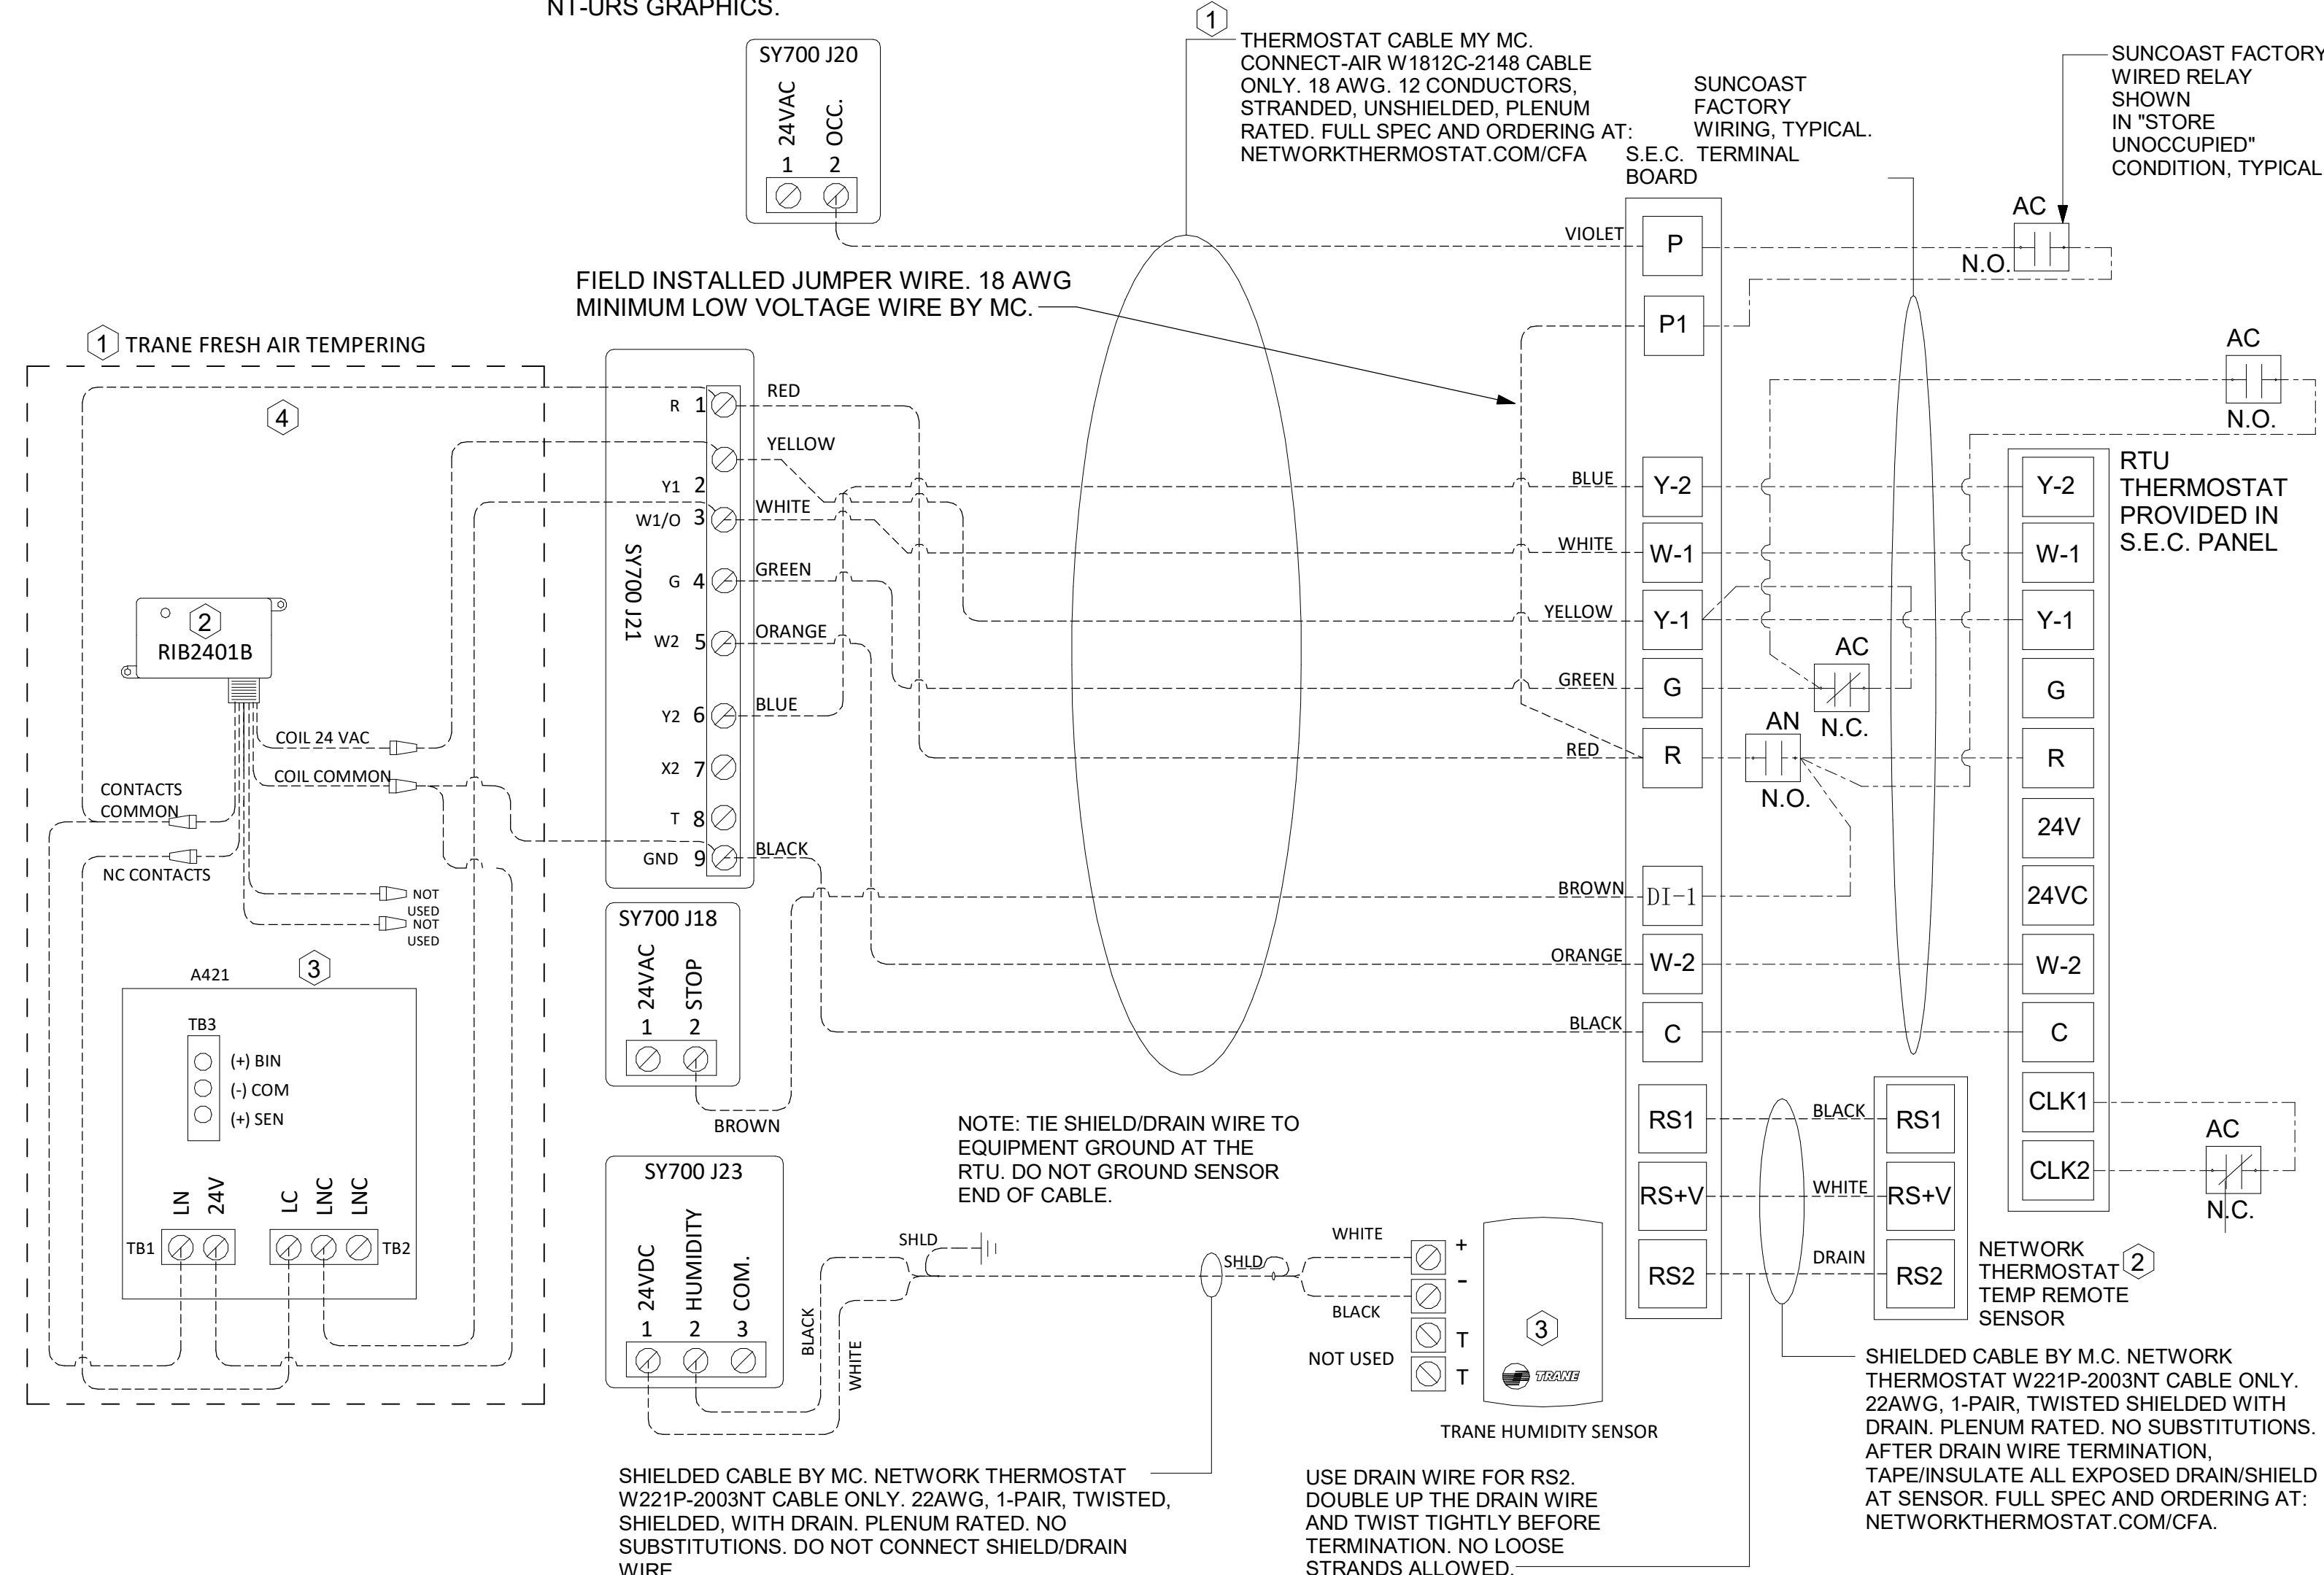 NT-URS GRAPHICS.
SY700 J20
24VAC
OCC.
1 2
1
THERMOSTAT CABLE MY MC.
CONNECT-AIR W1812C-2148 CABLE
ONLY. 18 AWG. 12 CONDUCTORS,
STRANDED, UNSHIELDED, PLENUM
RATED. FULL SPEC AND ORDERING AT:
NETWORKTHERMOSTAT.COM/CFA
SUNCOAST
FACTORY
WIRING, TYPICAL.
S.E.C. TERMINAL
BOARD
SUNCOAST FACTORY
WIRED RELAY
SHOWN
IN "STORE
UNOCCUPIED"
CONDITION, TYPICAL
FIELD INSTALLED JUMPER WIRE. 18 AWG
MINIMUM LOW VOLTAGE WIRE BY MC.
1 TRANE FRESH AIR TEMPERING
4
2
RIB2401B
COIL 24 VAC
COIL COMMON
CONTACTS
COMMON
NC CONTACTS
NOT
USED
NOT
USED
3
A421
TB3
(+) BIN
(-) COM
(+) SEN
LN
24V
LC
LNC
LNC
TB1
TB2
SY700 J21
R 1 RED
YELLOW
Y1 2
W1/O 3 WHITE
G 4 GREEN
W2 5 ORANGE
Y2 6 BLUE
X2 7
T 8
GND 9 BLACK
SY700 J18
24VAC
STOP
1 2
BROWN
SY700 J23
24VDC
HUMIDITY
COM.
1 2 3
BLACK
WHITE
SHLD
NOTE: TIE SHIELD/DRAIN WIRE TO
EQUIPMENT GROUND AT THE
RTU. DO NOT GROUND SENSOR
END OF CABLE.
SHLD
WHITE
BLACK
NOT USED
+
-
T
T
3
TRANE
TRANE HUMIDITY SENSOR
VIOLET P
P1
BLUE Y-2
WHITE W-1
YELLOW Y-1
GREEN G
RED R
BROWN DI-1
ORANGE W-2
BLACK C
RS1
RS+V
RS2
AC
N.O.
AC
N.O.
AC
N.C.
AN
N.O.
RTU
THERMOSTAT
PROVIDED IN
S.E.C. PANEL
Y-2
W-1
Y-1
G
R
24V
24VC
W-2
C
CLK1
CLK2
AC
N.C.
BLACK RS1
WHITE RS+V
DRAIN RS2
NETWORK
THERMOSTAT 2
TEMP REMOTE
SENSOR
SHIELDED CABLE BY M.C. NETWORK
THERMOSTAT W221P-2003NT CABLE ONLY.
22AWG, 1-PAIR, TWISTED SHIELDED WITH
DRAIN. PLENUM RATED. NO SUBSTITUTIONS.
AFTER DRAIN WIRE TERMINATION,
TAPE/INSULATE ALL EXPOSED DRAIN/SHIELD
AT SENSOR. FULL SPEC AND ORDERING AT:
NETWORKTHERMOSTAT.COM/CFA.
SHIELDED CABLE BY MC. NETWORK THERMOSTAT
W221P-2003NT CABLE ONLY. 22AWG, 1-PAIR, TWISTED,
SHIELDED, WITH DRAIN. PLENUM RATED. NO
SUBSTITUTIONS. DO NOT CONNECT SHIELD/DRAIN
WIRE
USE DRAIN WIRE FOR RS2.
DOUBLE UP THE DRAIN WIRE
AND TWIST TIGHTLY BEFORE
TERMINATION. NO LOOSE
STRANDS ALLOWED.